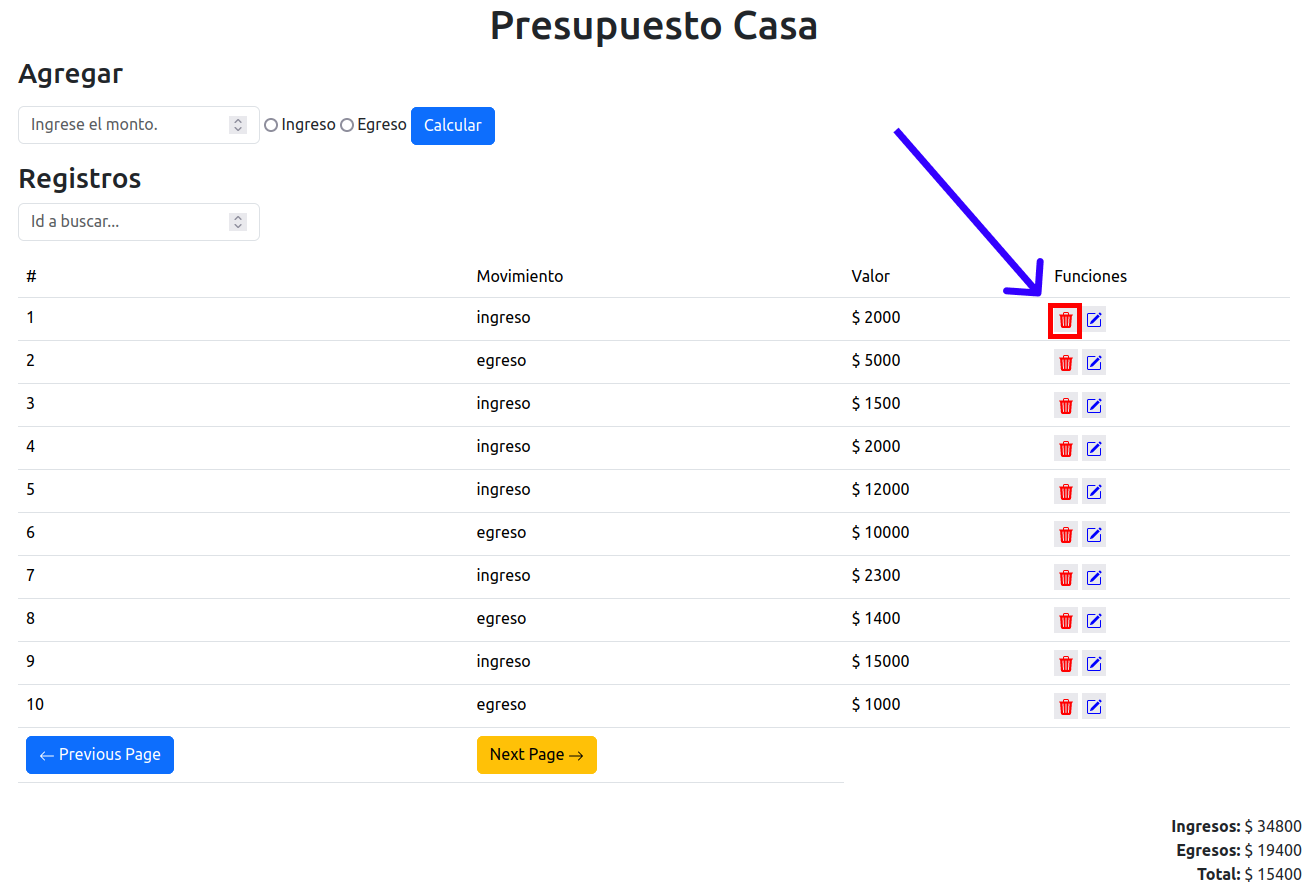 Presupuesto Casa
Agregar
Ingrese el monto. Ingreso Egreso Calcular
Registros
Id a buscar...
# Movimiento Valor Funciones
1 ingreso $ 2000
2 egreso $ 5000
3 ingreso $ 1500
4 ingreso $ 2000
5 ingreso $ 12000
6 egreso $ 10000
7 ingreso $ 2300
8 egreso $ 1400
9 ingreso $ 15000
10 egreso $ 1000
← Previous Page Next Page →
Ingresos: $ 34800
Egresos: $ 19400
Total: $ 15400